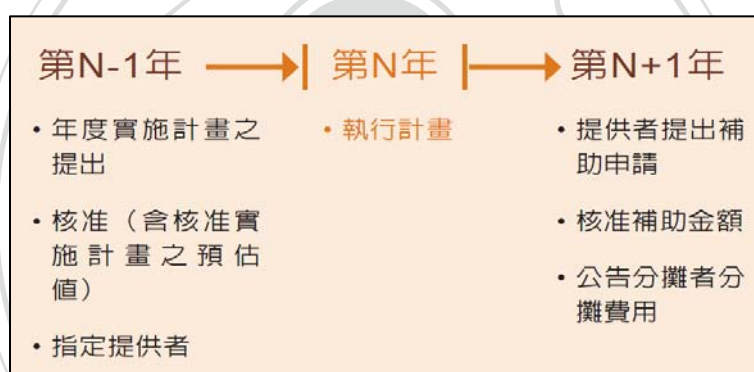 第N-1年
第N年
第N+1年
• 年度實施計畫之
提出
• 核准（含核准實
施計畫之預估
值）
• 指定提供者
• 執行計畫
• 提供者提出補
助申請
• 核准補助金額
• 公告分攤者分
攤費用